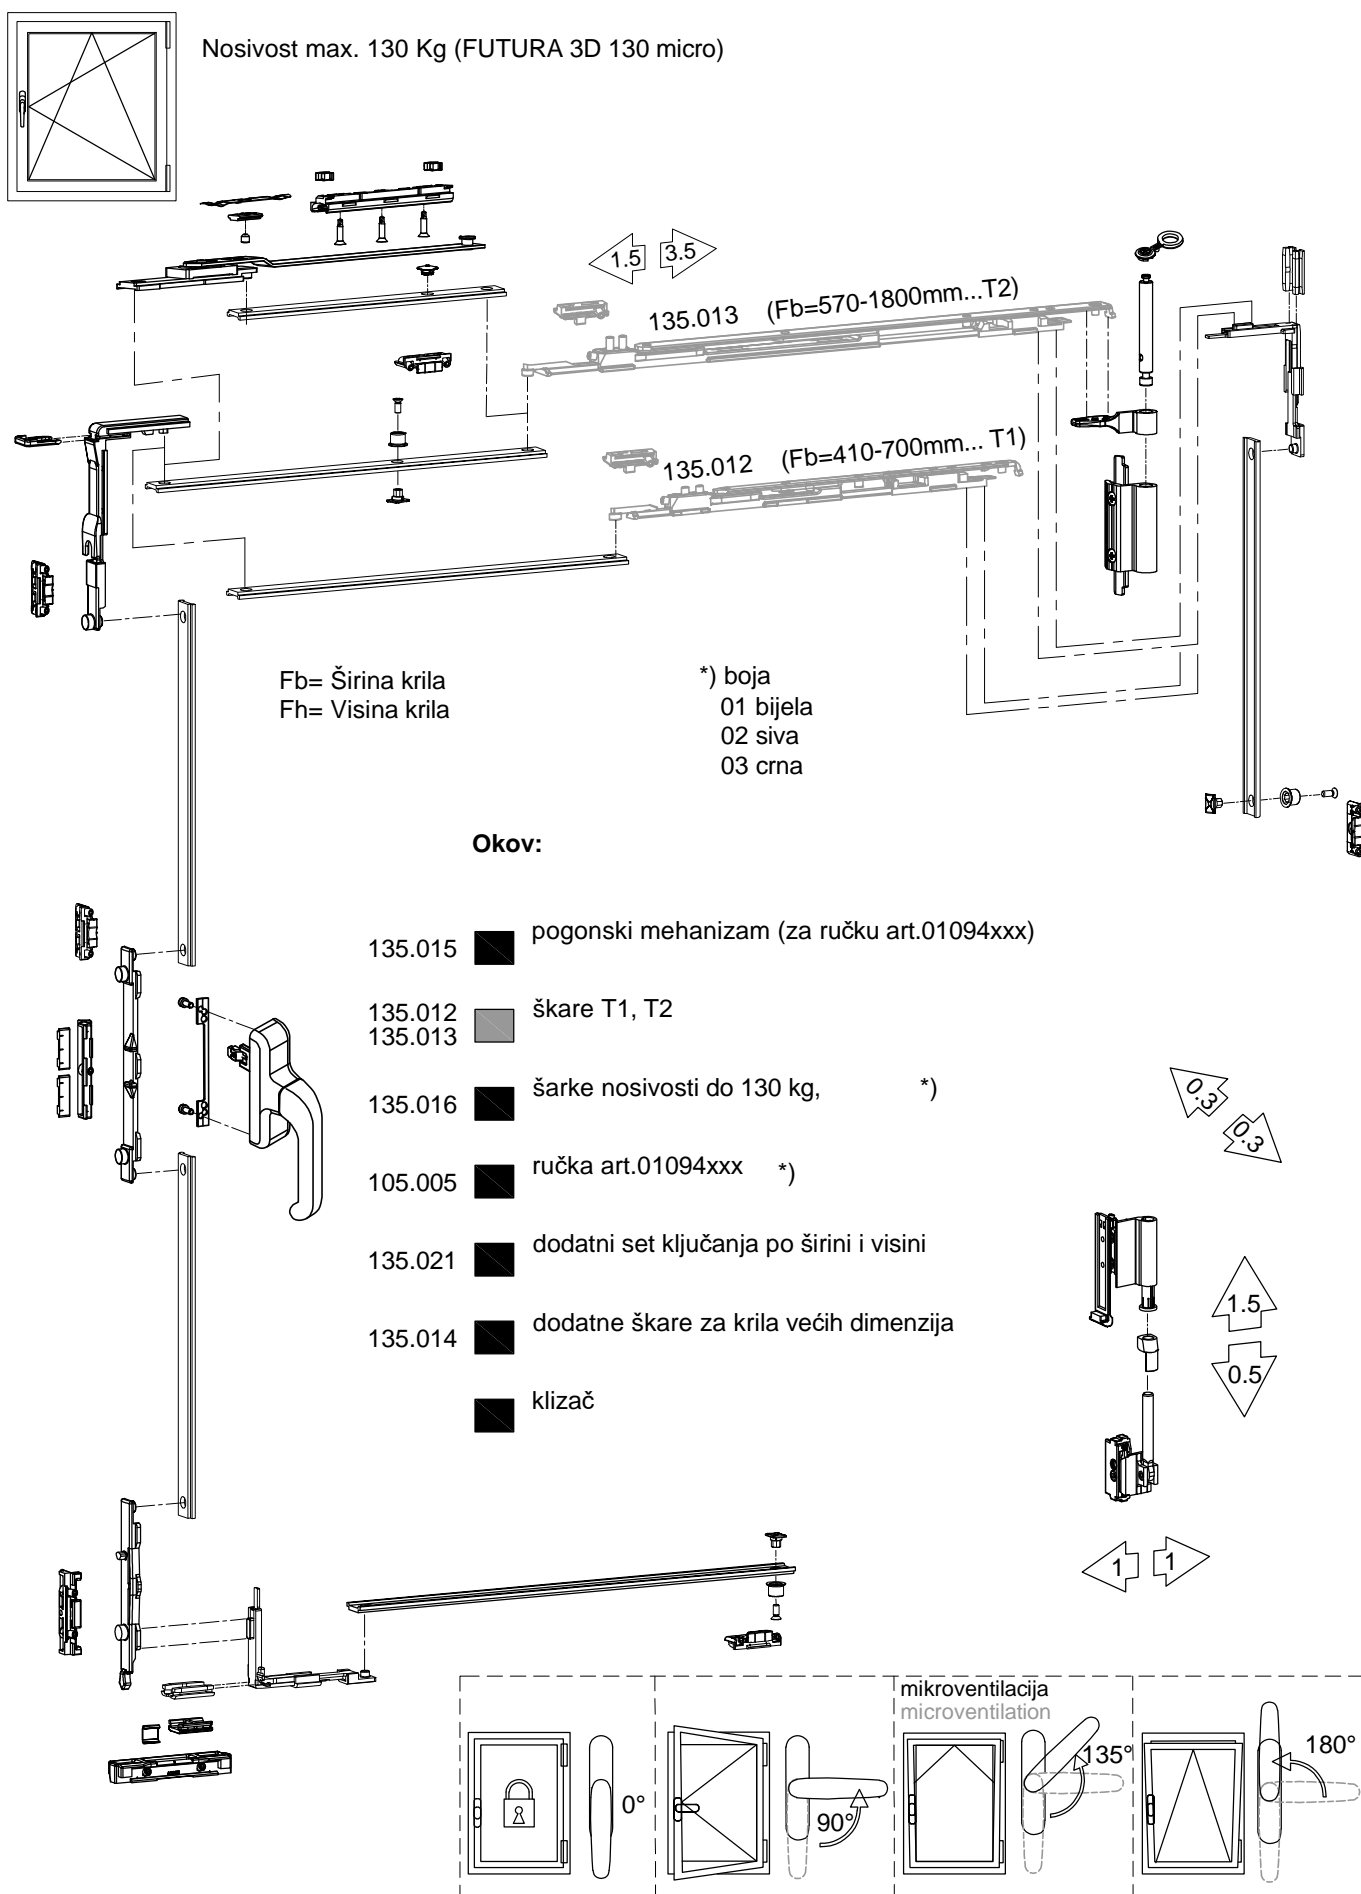 Nosivost max. 130 Kg (FUTURA 3D 130 micro)
1.5 3.5
135.013 (Fb=570-1800mm...T2)
135.012 (Fb=410-700mm... T1)
Fb= Širina krila
Fh= Visina krila
*) boja
01 bijela
02 siva
03 crna
Okov:
135.015 pogonski mehanizam (za ručku art.01094xxx)
135.012 škare T1, T2
135.013
135.016 šarke nosivosti do 130 kg, *)
105.005 ručka art.01094xxx *)
135.021 dodatni set ključanja po širini i visini
135.014 dodatne škare za krila većih dimenzija
klizač
0.3
0.3
1.5
0.5
1 1
mikroventilacija
microventilation
0°
90°
135°
180°